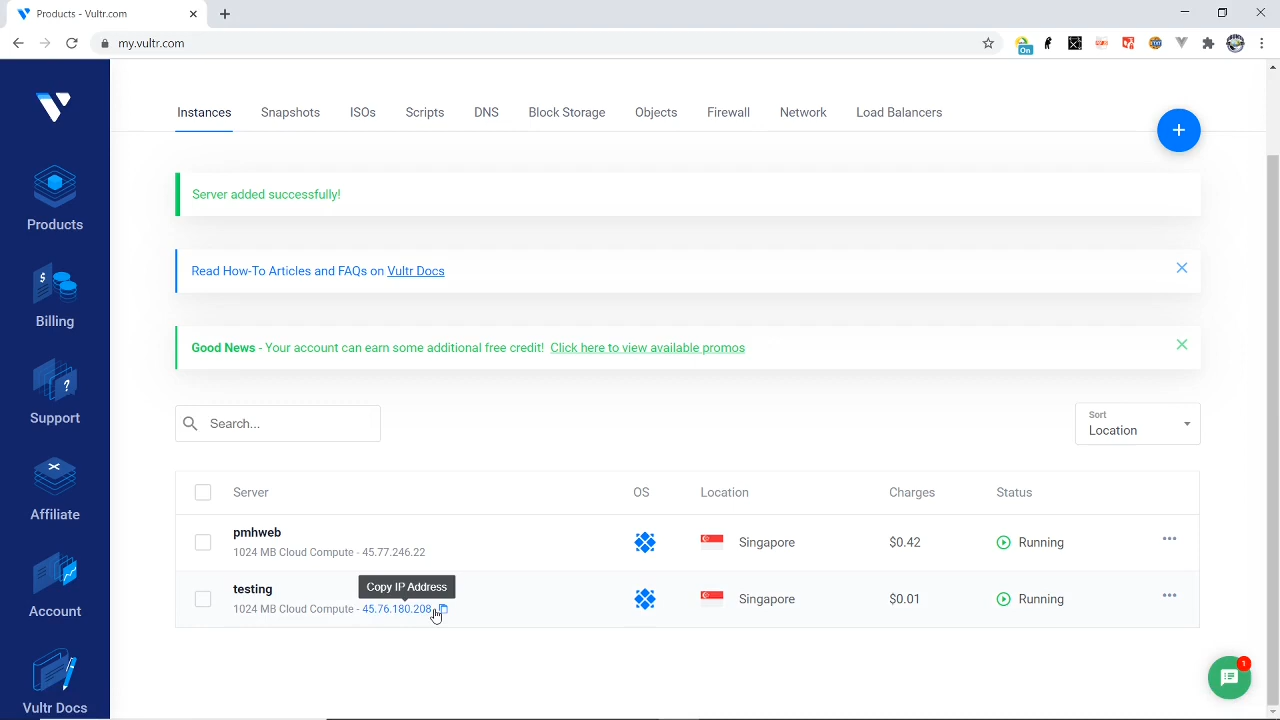 Products - Vultr.com
my.vultr.com
On
Instances Snapshots ISOs Scripts DNS Block Storage Objects Firewall Network Load Balancers
Products
Billing
Support
Affiliate
Account
Vultr Docs
Server added successfully!
Read How-To Articles and FAQs on Vultr Docs
Good News - Your account can earn some additional free credit! Click here to view available promos
Search...
Sort
Location
Server OS Location Charges Status
pmhweb
1024 MB Cloud Compute - 45.77.246.22
Singapore $0.42 Running
Copy IP Address
testing
1024 MB Cloud Compute - 45.76.180.208
Singapore $0.01 Running
1